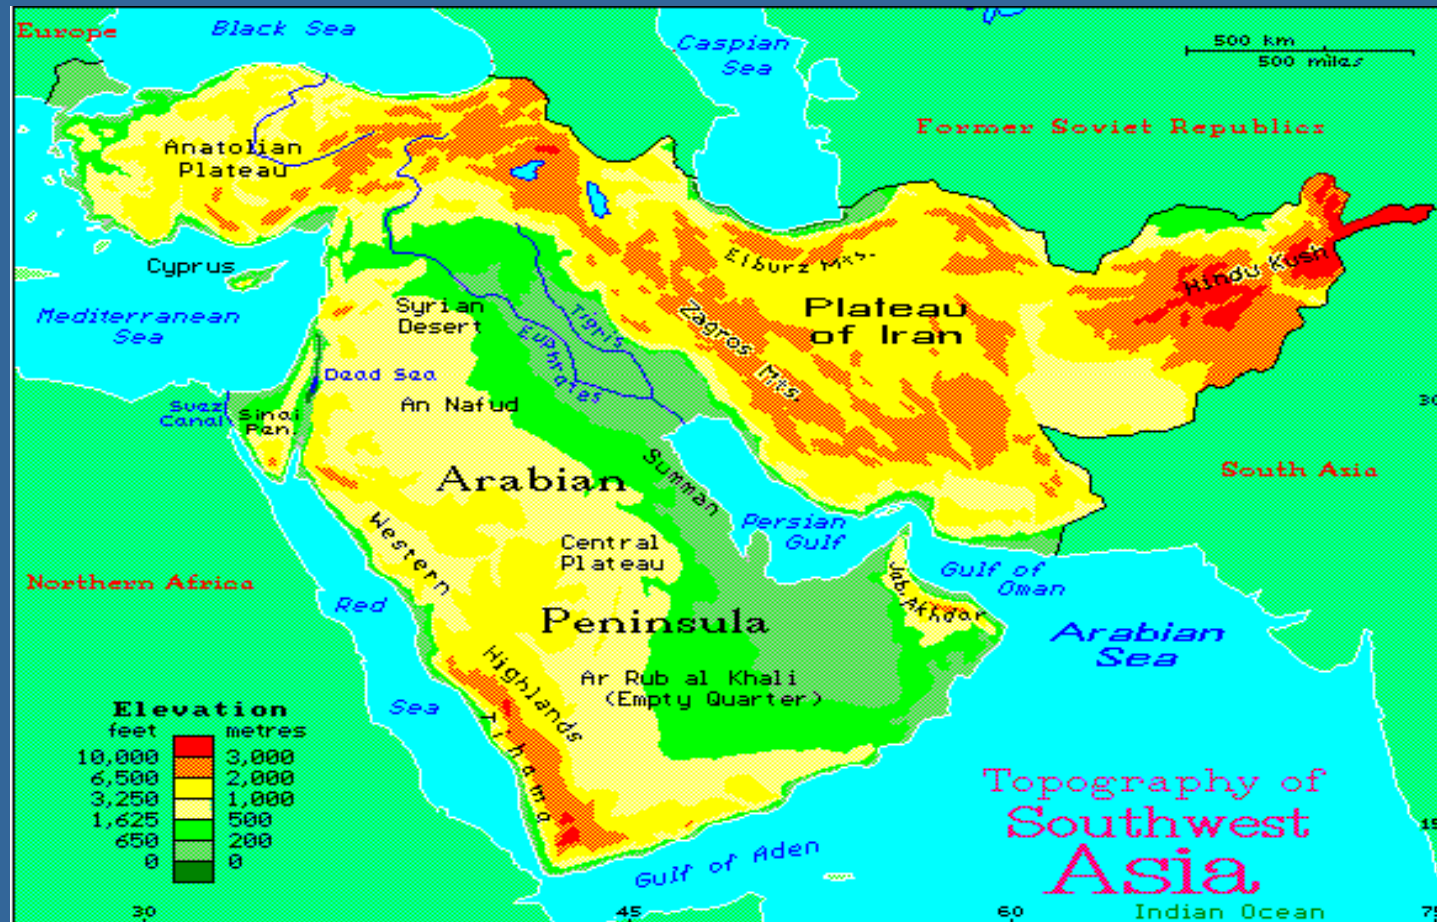 Europe
Black Sea
Caspian
Sea
500 km
500 miles
Former Soviet Republics
Anatolian
Plateau
Cyprus
Mediterranean
Sea
Syrian
Desert
Tigris
Euphrates
Elburz Mts.
Zagros Mts.
Plateau
of Iran
Hindu Kush
Dead Sea
Suez
Canal
Sinai
Pen.
An Nafud
30
South Asia
Arabian
Summan
Persian
Gulf
Western
Central
Plateau
Northern Africa
Red
Gulf of
Oman
Jab. Akhdar
Peninsula
Arabian
Sea
Highlands
Ar Rub al Khali
(Empty Quarter)
Sea
Tihama
Elevation
feet metres
10,000 3,000
6,500 2,000
3,250 1,000
1,625 500
650 200
0 0
Topography of
Southwest
Asia
15
Gulf of Aden
30 45 60 75
Indian Ocean